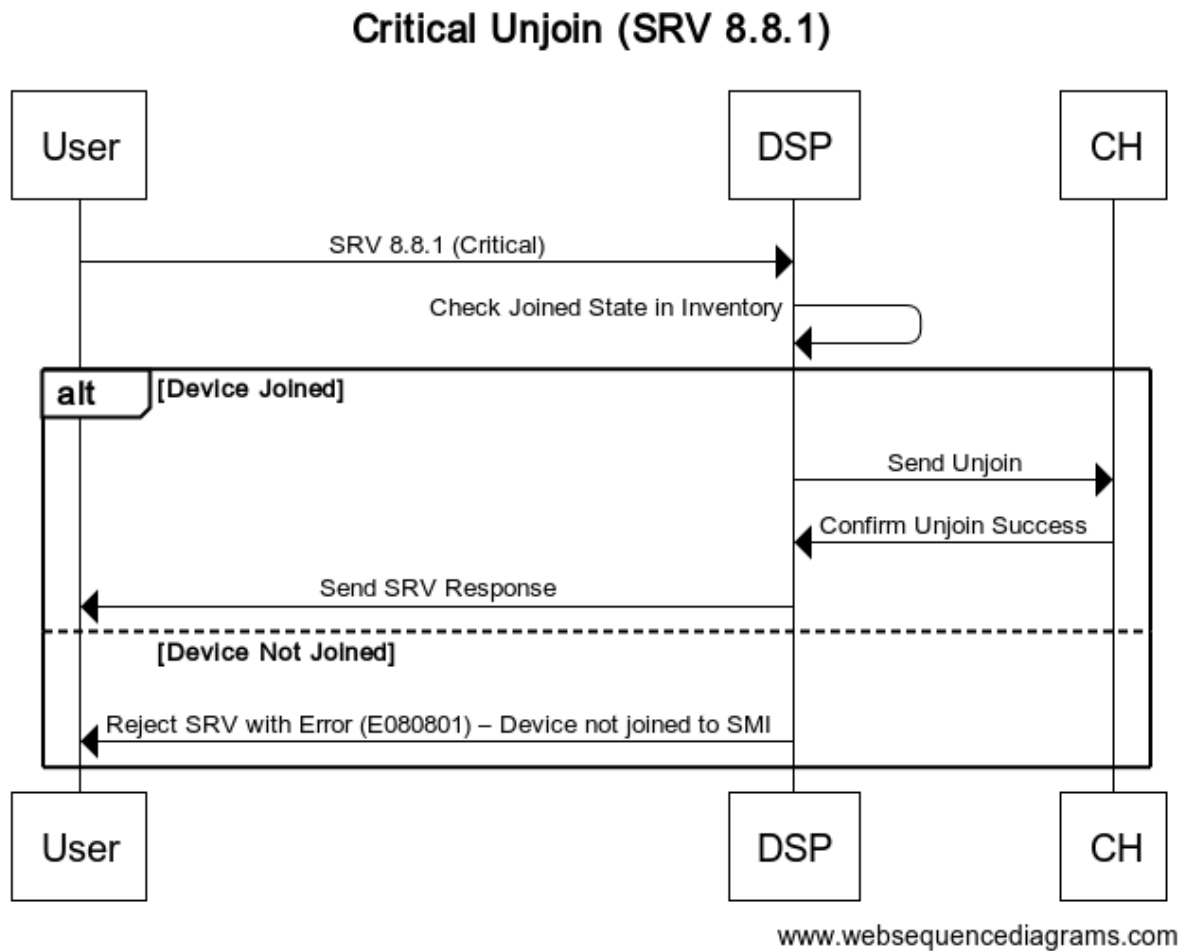 Critical Unjoin (SRV 8.8.1)
User
DSP
CH
SRV 8.8.1 (Critical)
Check Joined State in Inventory
alt
[Device Joined]
Send Unjoin
Confirm Unjoin Success
Send SRV Response
[Device Not Joined]
Reject SRV with Error (E080801) – Device not joined to SMI
User
DSP
CH
www.websequencediagrams.com